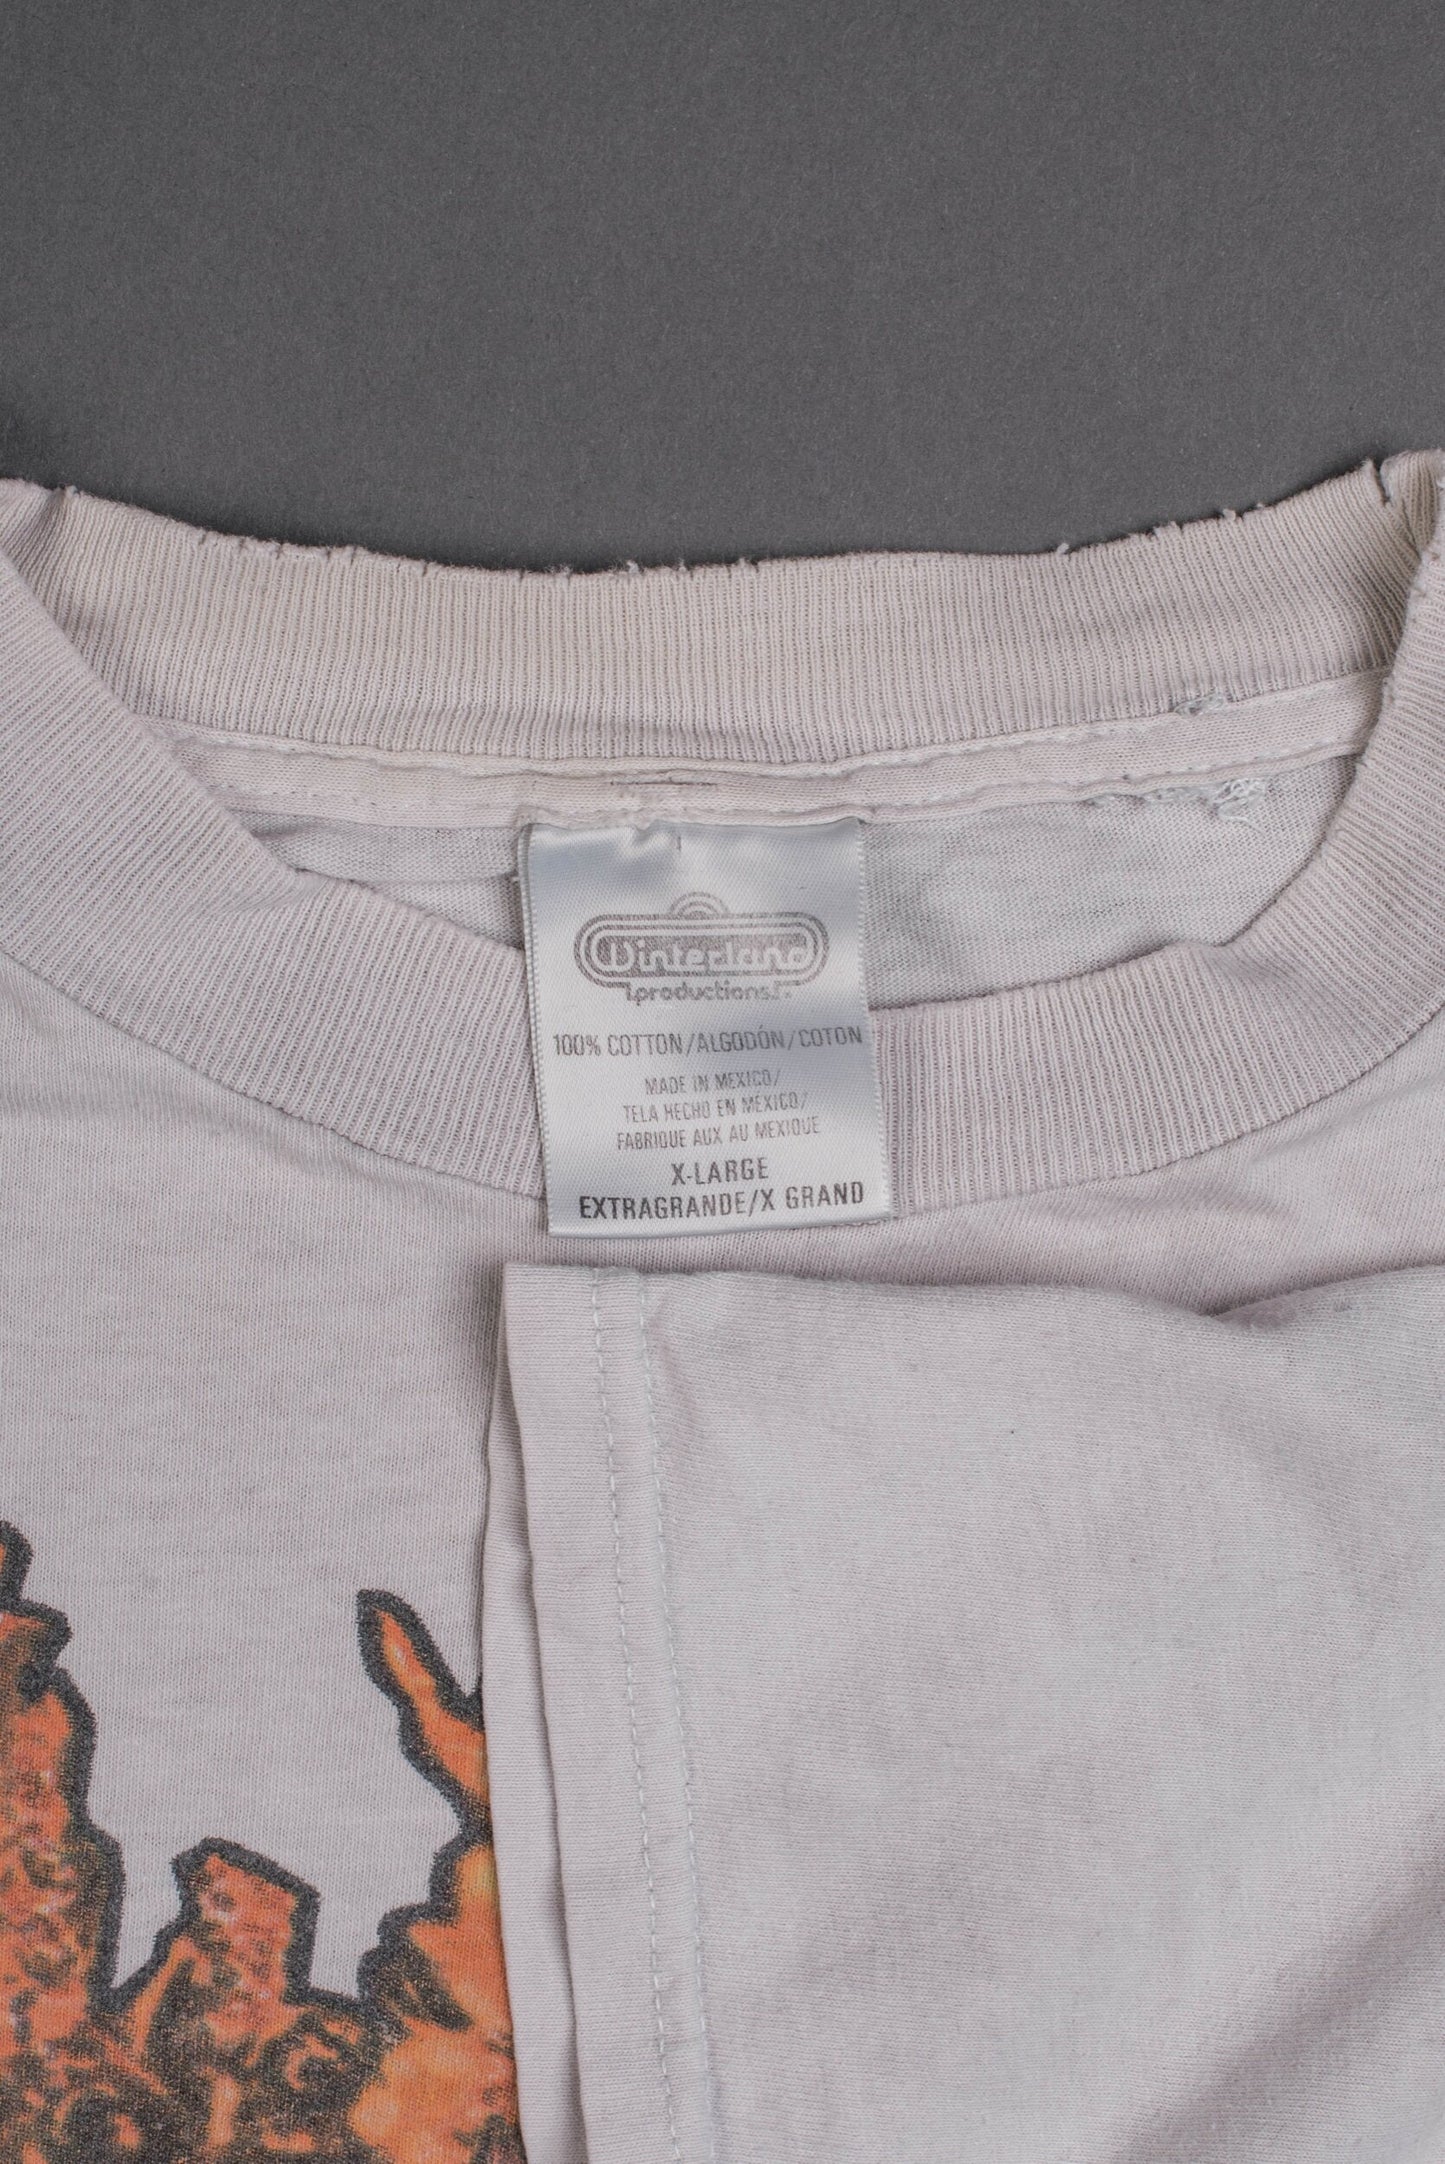 Winterland
productions
100% COTTON/ALGODÓN/COTON
MADE IN MEXICO/
TELA HECHO EN MÉXICO/
FABRIQUE AUX AU MEXIQUE
X-LARGE
EXTRAGRANDE/X GRAND